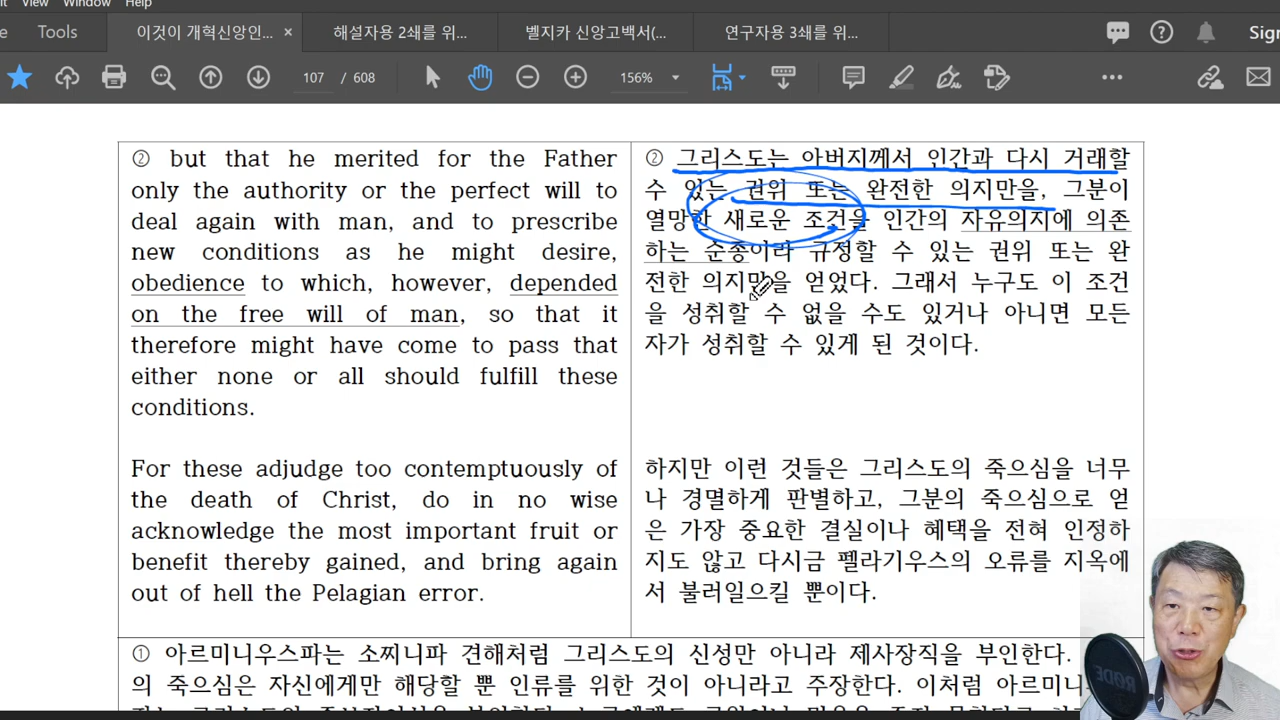 View Window Help
Tools
이것이 개혁신앙인...
×
해설자용 2쇄를 위...
벨지카 신앙고백서(...
연구자용 3쇄를 위...
107 / 608
156%
② but that he merited for the Father
only the authority or the perfect will to
deal again with man, and to prescribe
new conditions as he might desire,
obedience to which, however, depended
on the free will of man, so that it
therefore might have come to pass that
either none or all should fulfill these
conditions.
For these adjudge too contemptuously of
the death of Christ, do in no wise
acknowledge the most important fruit or
benefit thereby gained, and bring again
out of hell the Pelagian error.
② 그리스도는 아버지께서 인간과 다시 거래할
수 있는 권위 또는 완전한 의지만을, 그분이
열망한 새로운 조건을 인간의 자유의지에 의존
하는 순종이라 규정할 수 있는 권위 또는 완
전한 의지만을 얻었다. 그래서 누구도 이 조건
을 성취할 수 없을 수도 있거나 아니면 모든
자가 성취할 수 있게 된 것이다.
하지만 이런 것들은 그리스도의 죽으심을 너무
나 경멸하게 판별하고, 그분의 죽으심으로 얻
은 가장 중요한 결실이나 혜택을 전혀 인정하
지도 않고 다시금 펠라기우스의 오류를 지옥에
서 불러일으킬 뿐이다.
① 아르미니우스파는 소찌니파 견해처럼 그리스도의 신성만 아니라 제사장직을 부인한다.
의 죽으심은 자신에게만 해당할 뿐 인류를 위한 것이 아니라고 주장한다. 이처럼 아르미니
RØDE